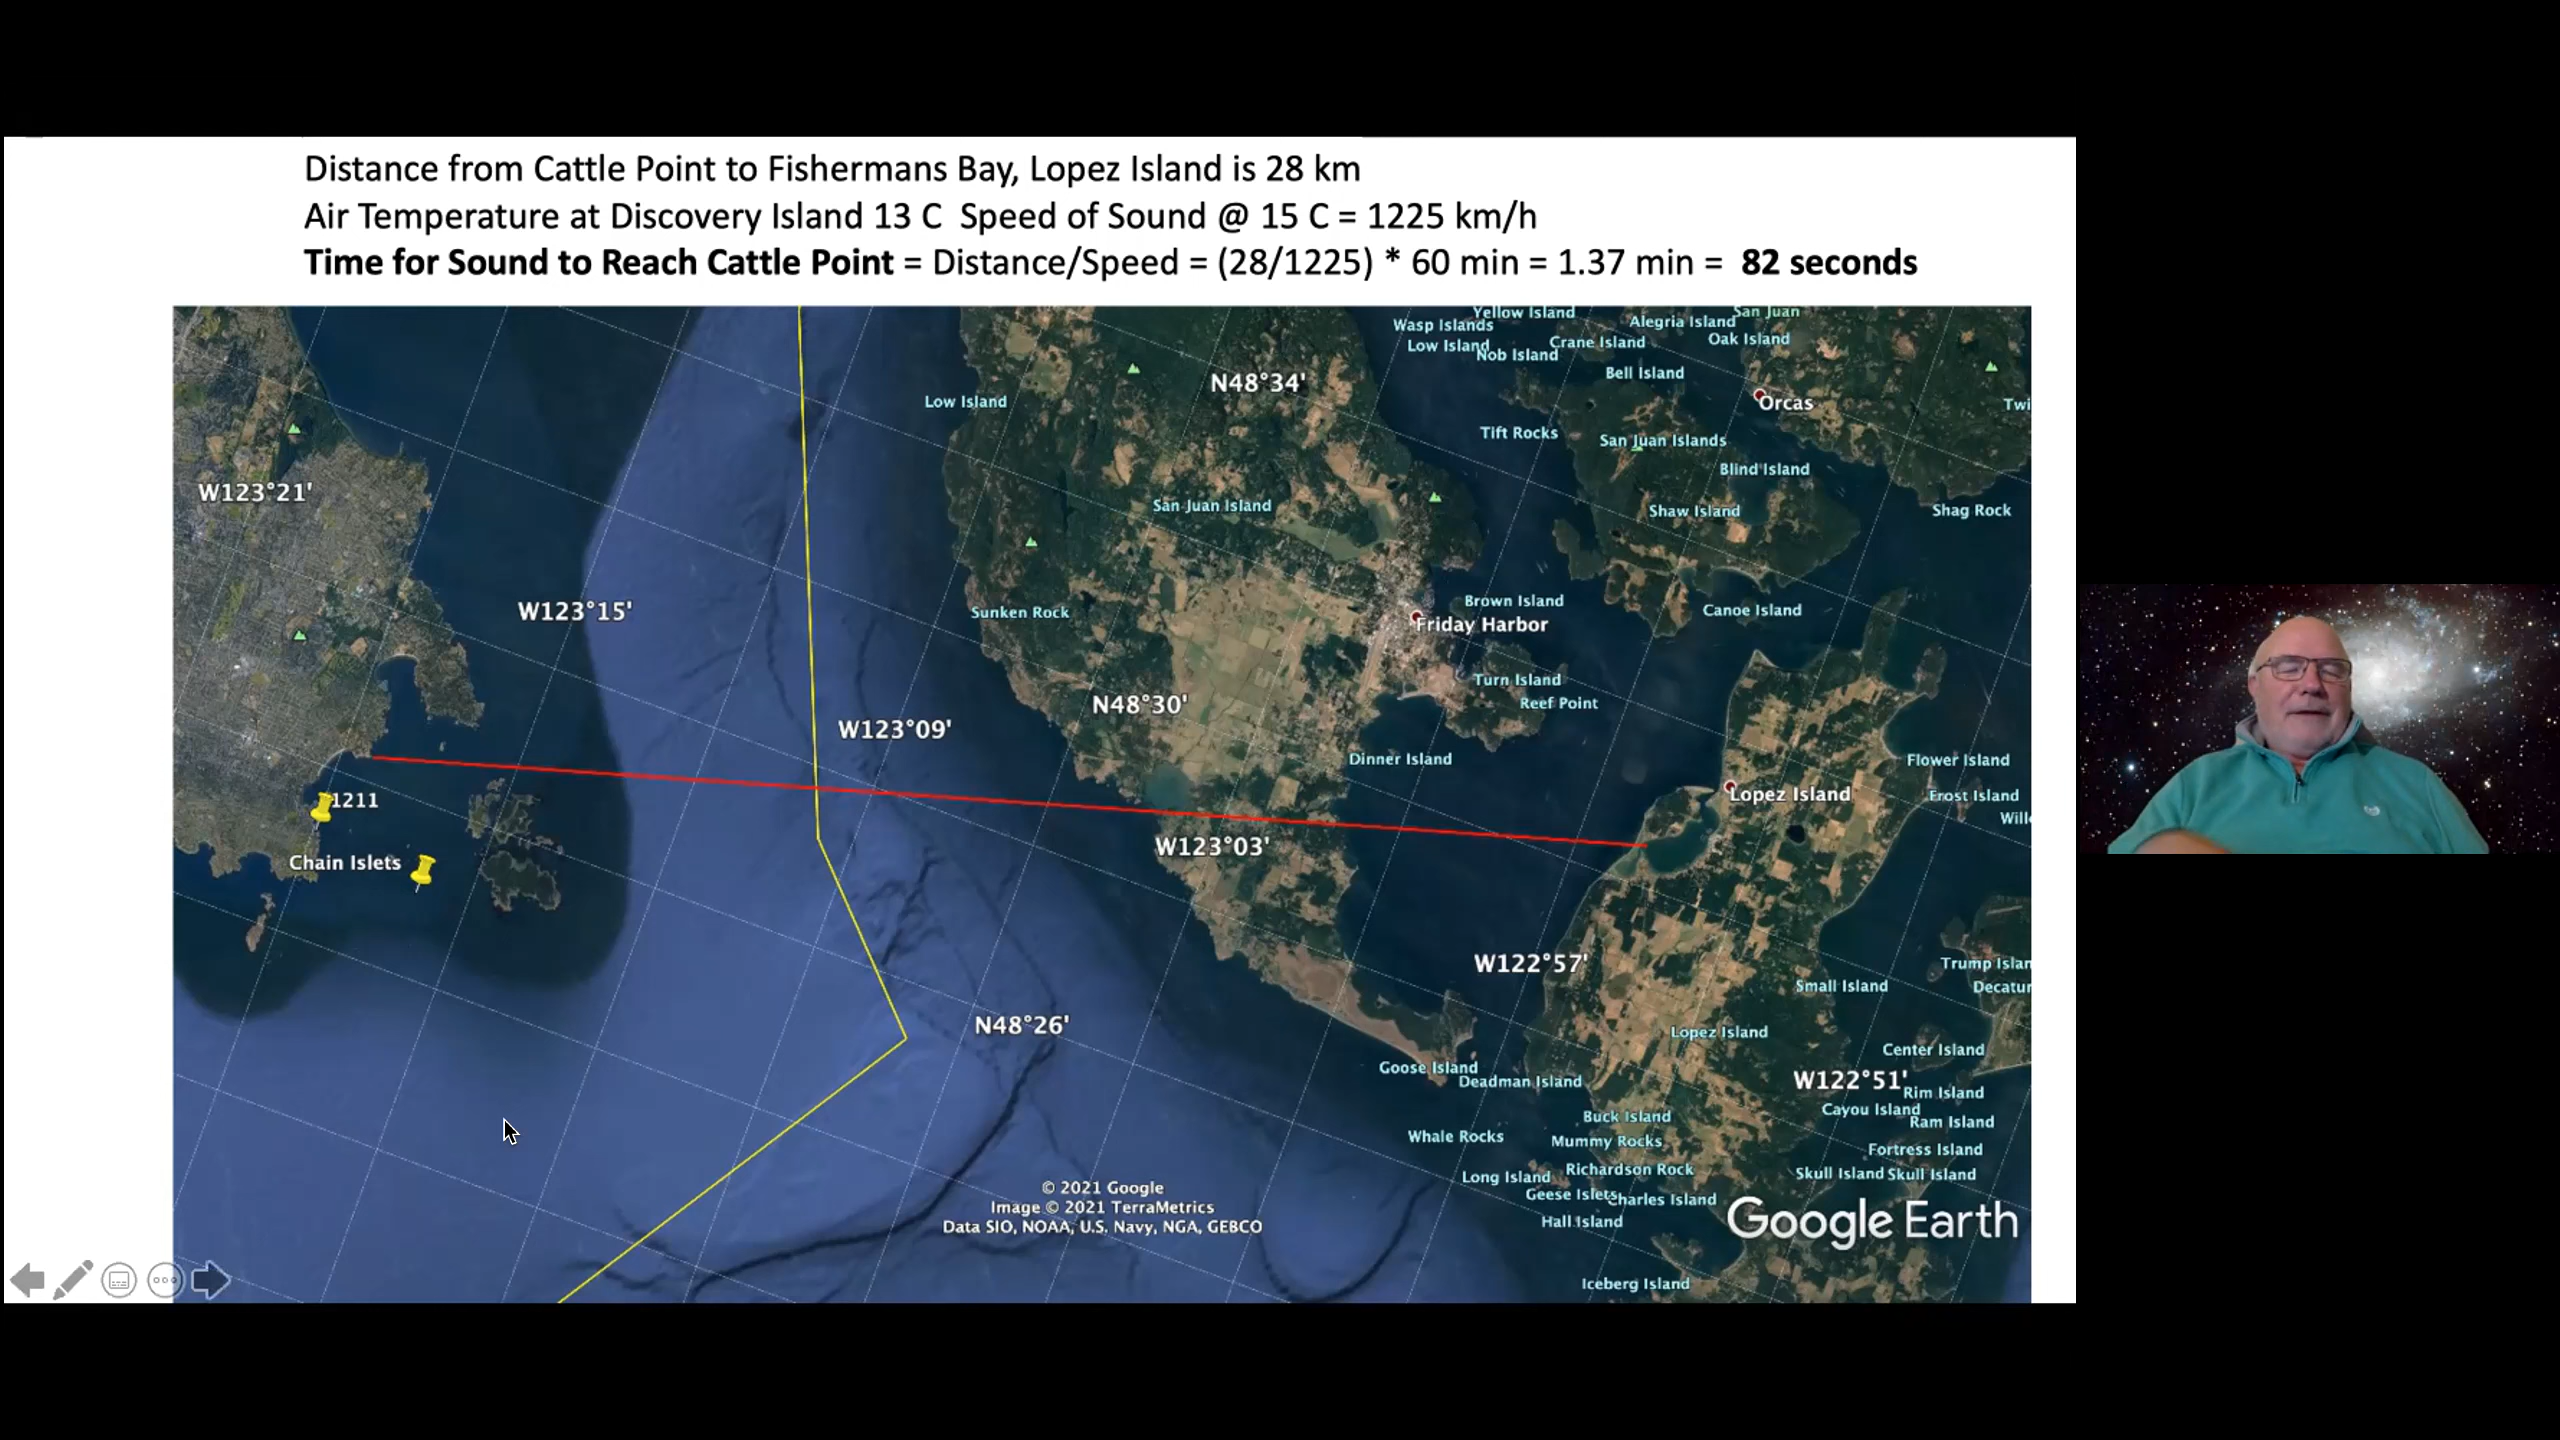 Distance from Cattle Point to Fishermans Bay, Lopez Island is 28 km
Air Temperature at Discovery Island 13 C  Speed of Sound @ 15 C = 1225 km/h
Time for Sound to Reach Cattle Point = Distance/Speed = (28/1225) * 60 min = 1.37 min = 82 seconds
Yellow Island
San Juan
Wasp Islands
Alegria Island
Low Island
Crane Island
Oak Island
Nob Island
Bell Island
N48°34'
Low Island
Orcas
Twi
Tift Rocks
San Juan Islands
Blind Island
W123°21'
San Juan Island
Shaw Island
Shag Rock
W123°15'
Sunken Rock
Brown Island
Canoe Island
Friday Harbor
Turn Island
Reef Point
N48°30'
W123°09'
Dinner Island
Flower Island
1211
Lopez Island
Frost Island
Will
W123°03'
Chain Islets
W122°57'
Trump Islan
Small Island
Decatur
N48°26'
Lopez Island
Center Island
Goose Island
Deadman Island
W122°51'
Rim Island
Cayou Island
Buck Island
Ram Island
Whale Rocks
Mummy Rocks
Fortress Island
Richardson Rock
Skull Island Skull Island
Long Island
Geese Islets
Charles Island
Hall Island
© 2021 Google
Image © 2021 TerraMetrics
Data SIO, NOAA, U.S. Navy, NGA, GEBCO
Google Earth
Iceberg Island